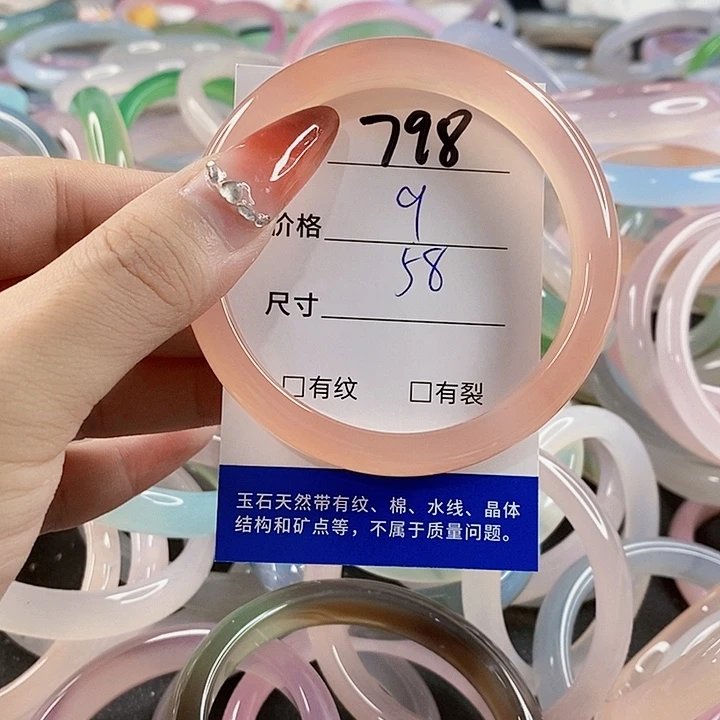 798
价格 9
尺寸 58
□有纹 □有裂
玉石天然带有纹、棉、水线、晶体
结构和矿点等，不属于质量问题。